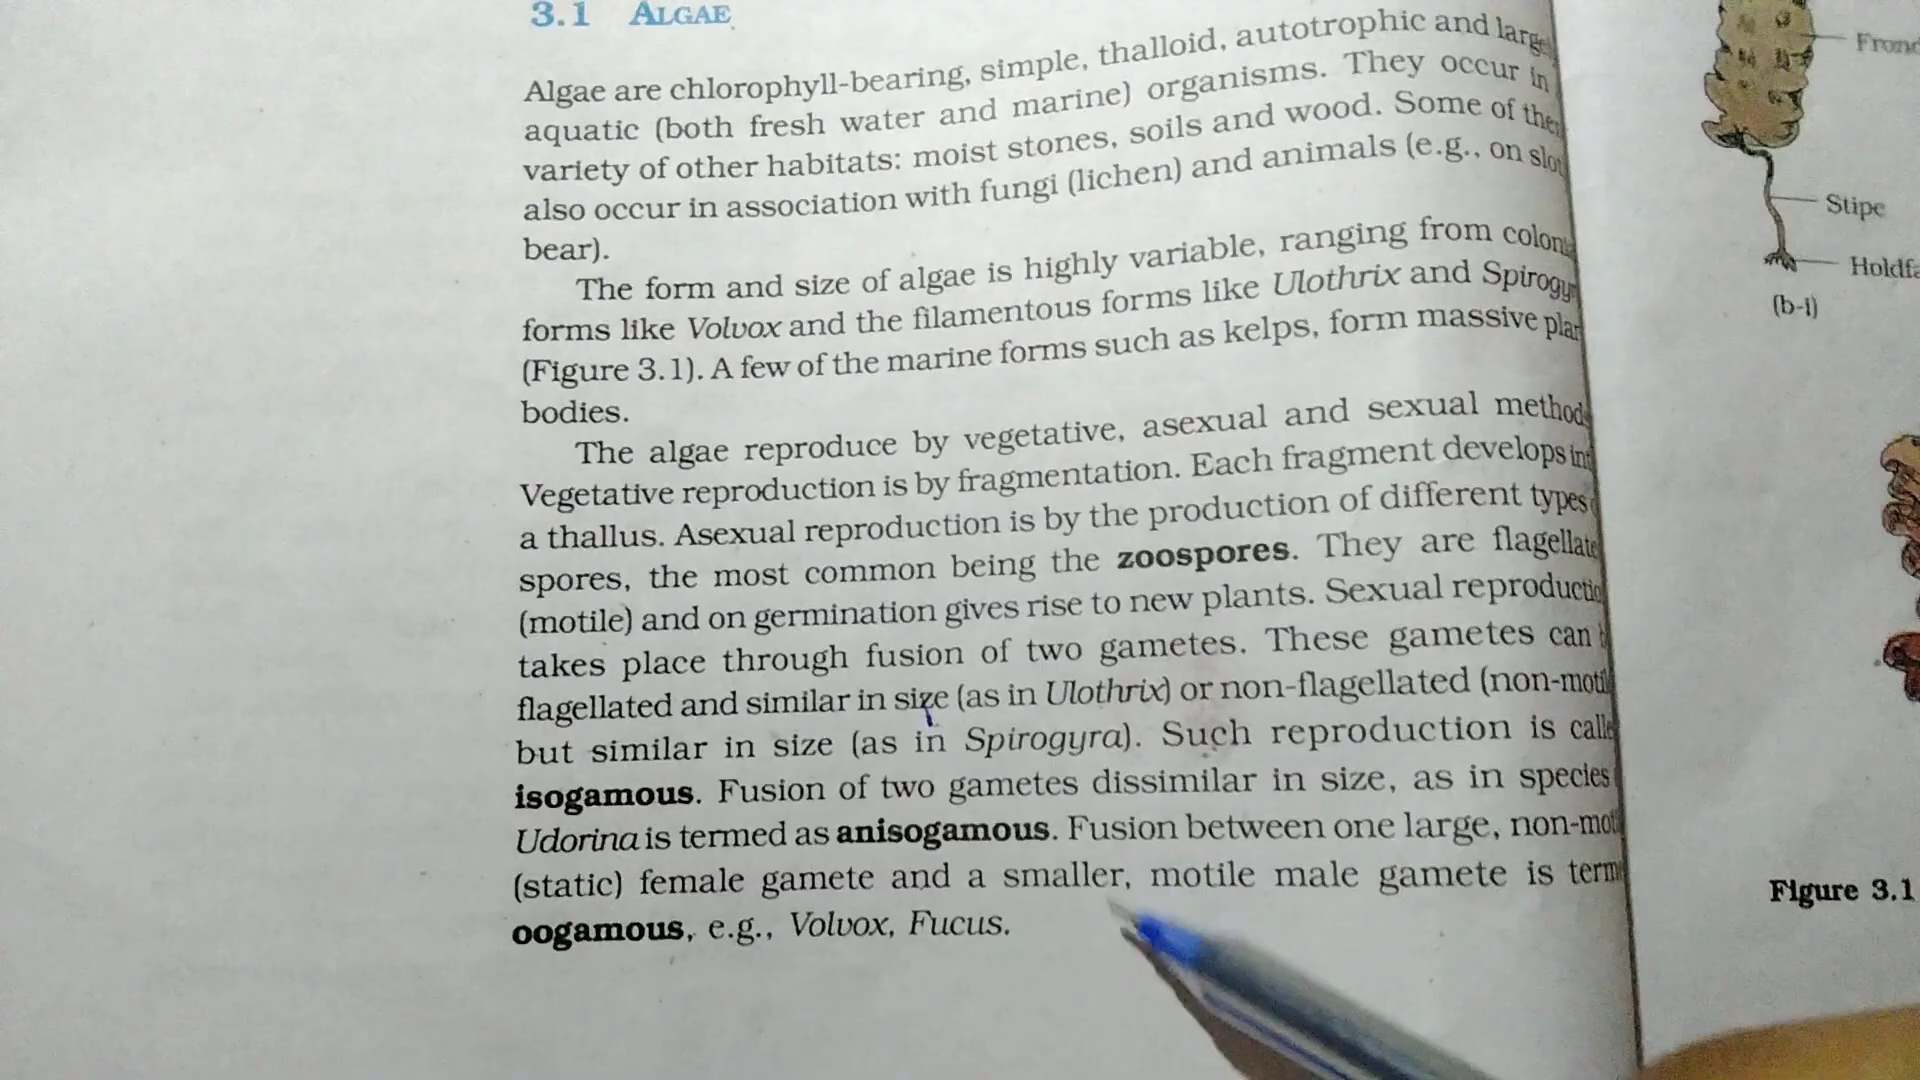 3.1 ALGAE
Algae are chlorophyll-bearing, simple, thalloid, autotrophic and
aquatic (both fresh water and marine) organisms. They occur in
variety of other habitats: moist stones, soils and wood. Some of
also occur in association with fungi (lichen) and animals (e.g., on
bear).
The form and size of algae is highly variable, ranging from
forms like Volvox and the filamentous forms like Ulothrix and
(Figure 3.1). A few of the marine forms such as kelps, form massive
bodies.
The algae reproduce by vegetative, asexual and sexual
Vegetative reproduction is by fragmentation. Each fragment develops
a thallus. Asexual reproduction is by the production of different types
spores, the most common being the zoospores. They are
(motile) and on germination gives rise to new plants. Sexual
takes place through fusion of two gametes. These gametes can
flagellated and similar in size (as in Ulothrix) or non-flagellated
but similar in size (as in Spirogyra). Such reproduction is
isogamous. Fusion of two gametes dissimilar in size, as in species
Udorina is termed as anisogamous. Fusion between one large,
(static) female gamete and a smaller, motile male gamete is
oogamous, e.g., Volvox, Fucus.
Stipe
(b-i)
Figure 3.1